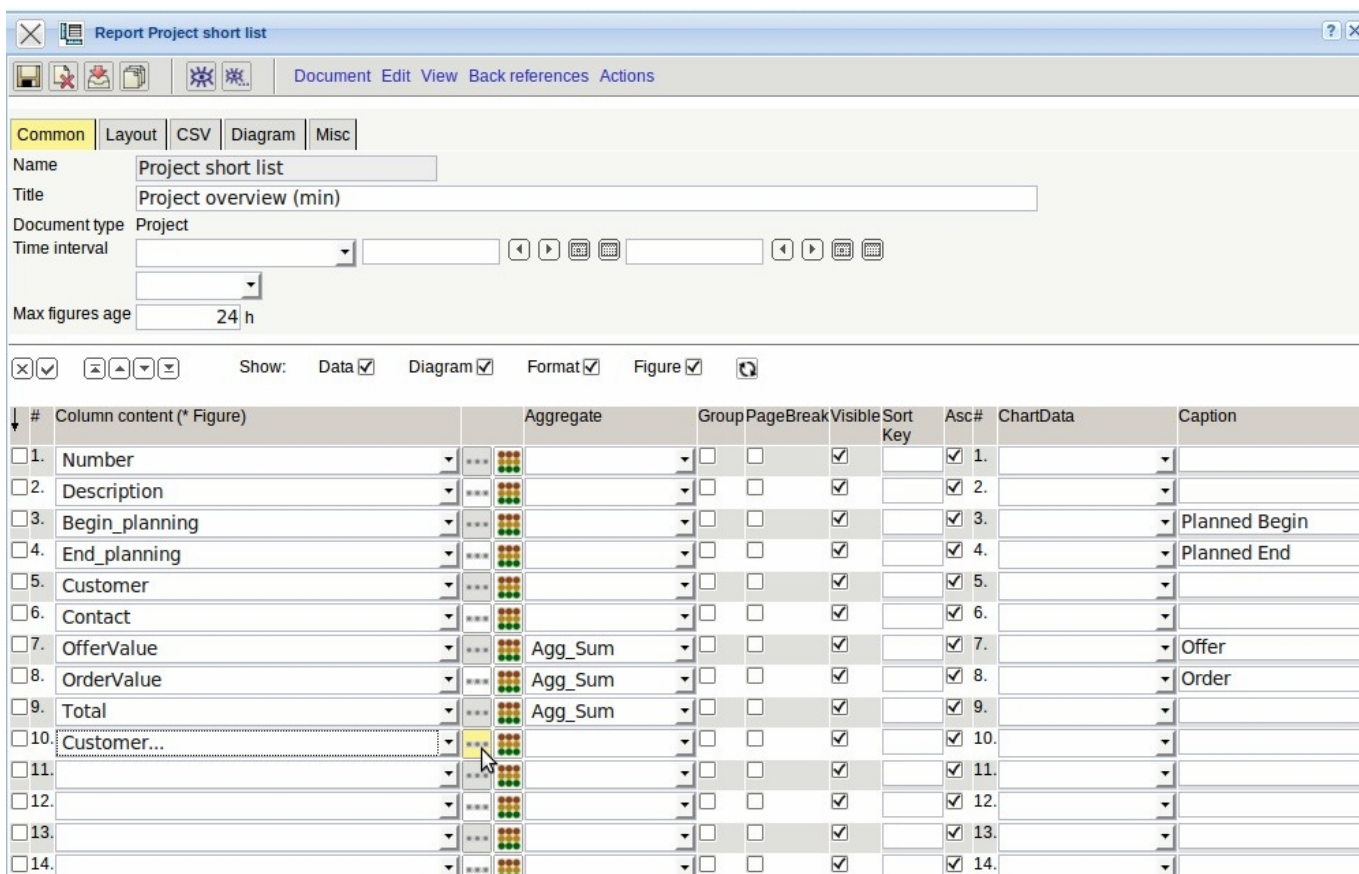 Report Project short list
Document Edit View Back references Actions
Common Layout CSV Diagram Misc
Name Project short list
Title Project overview (min)
Document type Project
Time interval
Max figures age 24 h
Show: Data Diagram Format Figure
# Column content (* Figure) Aggregate Group PageBreak Visible Sort Key Asc # ChartData Caption
1. Number 1.
2. Description 2.
3. Begin_planning 3. Planned Begin
4. End_planning 4. Planned End
5. Customer 5.
6. Contact 6.
7. OfferValue Agg_Sum 7. Offer
8. OrderValue Agg_Sum 8. Order
9. Total Agg_Sum 9.
10. Customer... 10.
11. 11.
12. 12.
13. 13.
14. 14.